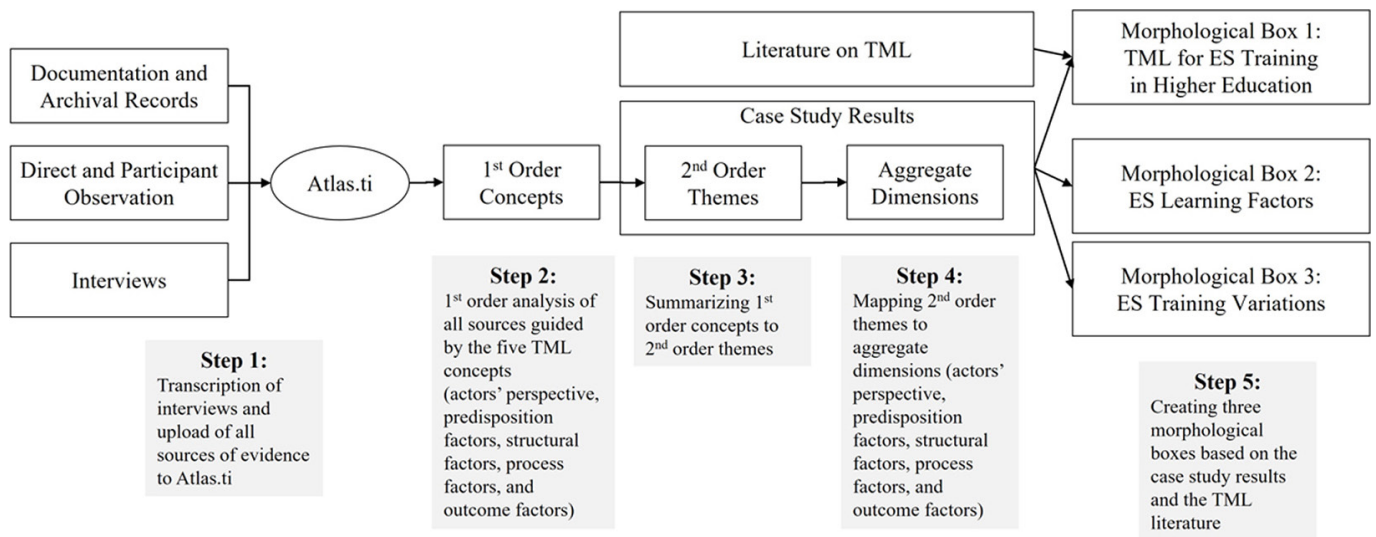 Documentation and
Archival Records
Direct and Participant
Observation
Interviews
Atlas.ti
1st Order
Concepts
Literature on TML
Case Study Results
2nd Order
Themes
Aggregate
Dimensions
Morphological Box 1:
TML for ES Training
in Higher Education
Morphological Box 2:
ES Learning Factors
Morphological Box 3:
ES Training Variations
Step 1:
Transcription of
interviews and
upload of all
sources of evidence
to Atlas.ti
Step 2:
1st order analysis of
all sources guided
by the five TML
concepts
(actors’ perspective,
predisposition
factors, structural
factors, process
factors, and
outcome factors)
Step 3:
Summarizing 1st
order concepts to
2nd order themes
Step 4:
Mapping 2nd order
themes to
aggregate
dimensions (actors’
perspective,
predisposition
factors, structural
factors, process
factors, and
outcome factors)
Step 5:
Creating three
morphological
boxes based on the
case study results
and the TML
literature